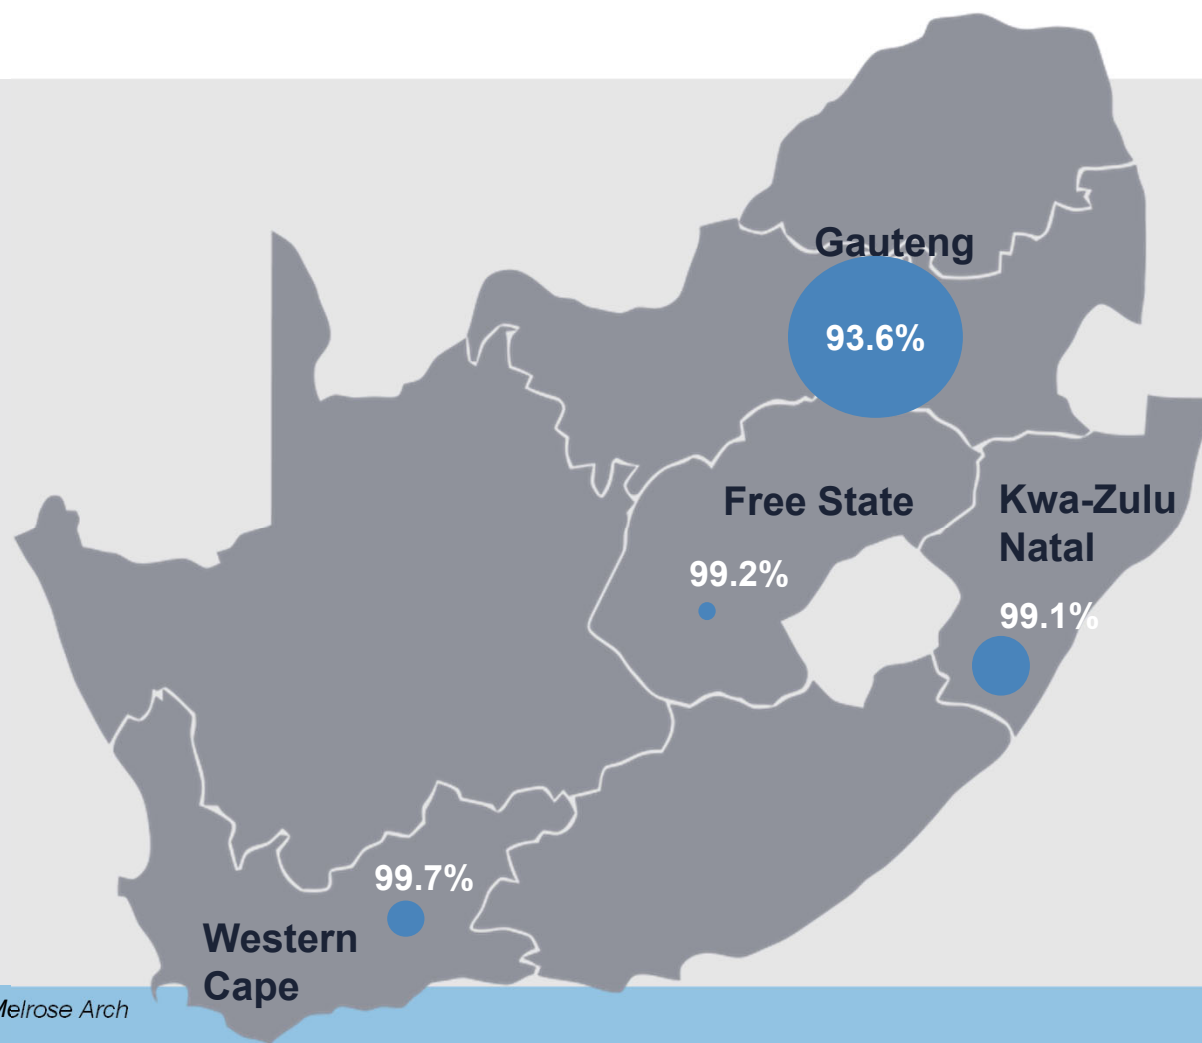 Gauteng
93.6%
Free State
99.2%
Kwa-Zulu
Natal
99.1%
99.7%
Western
Cape
Melrose Arch